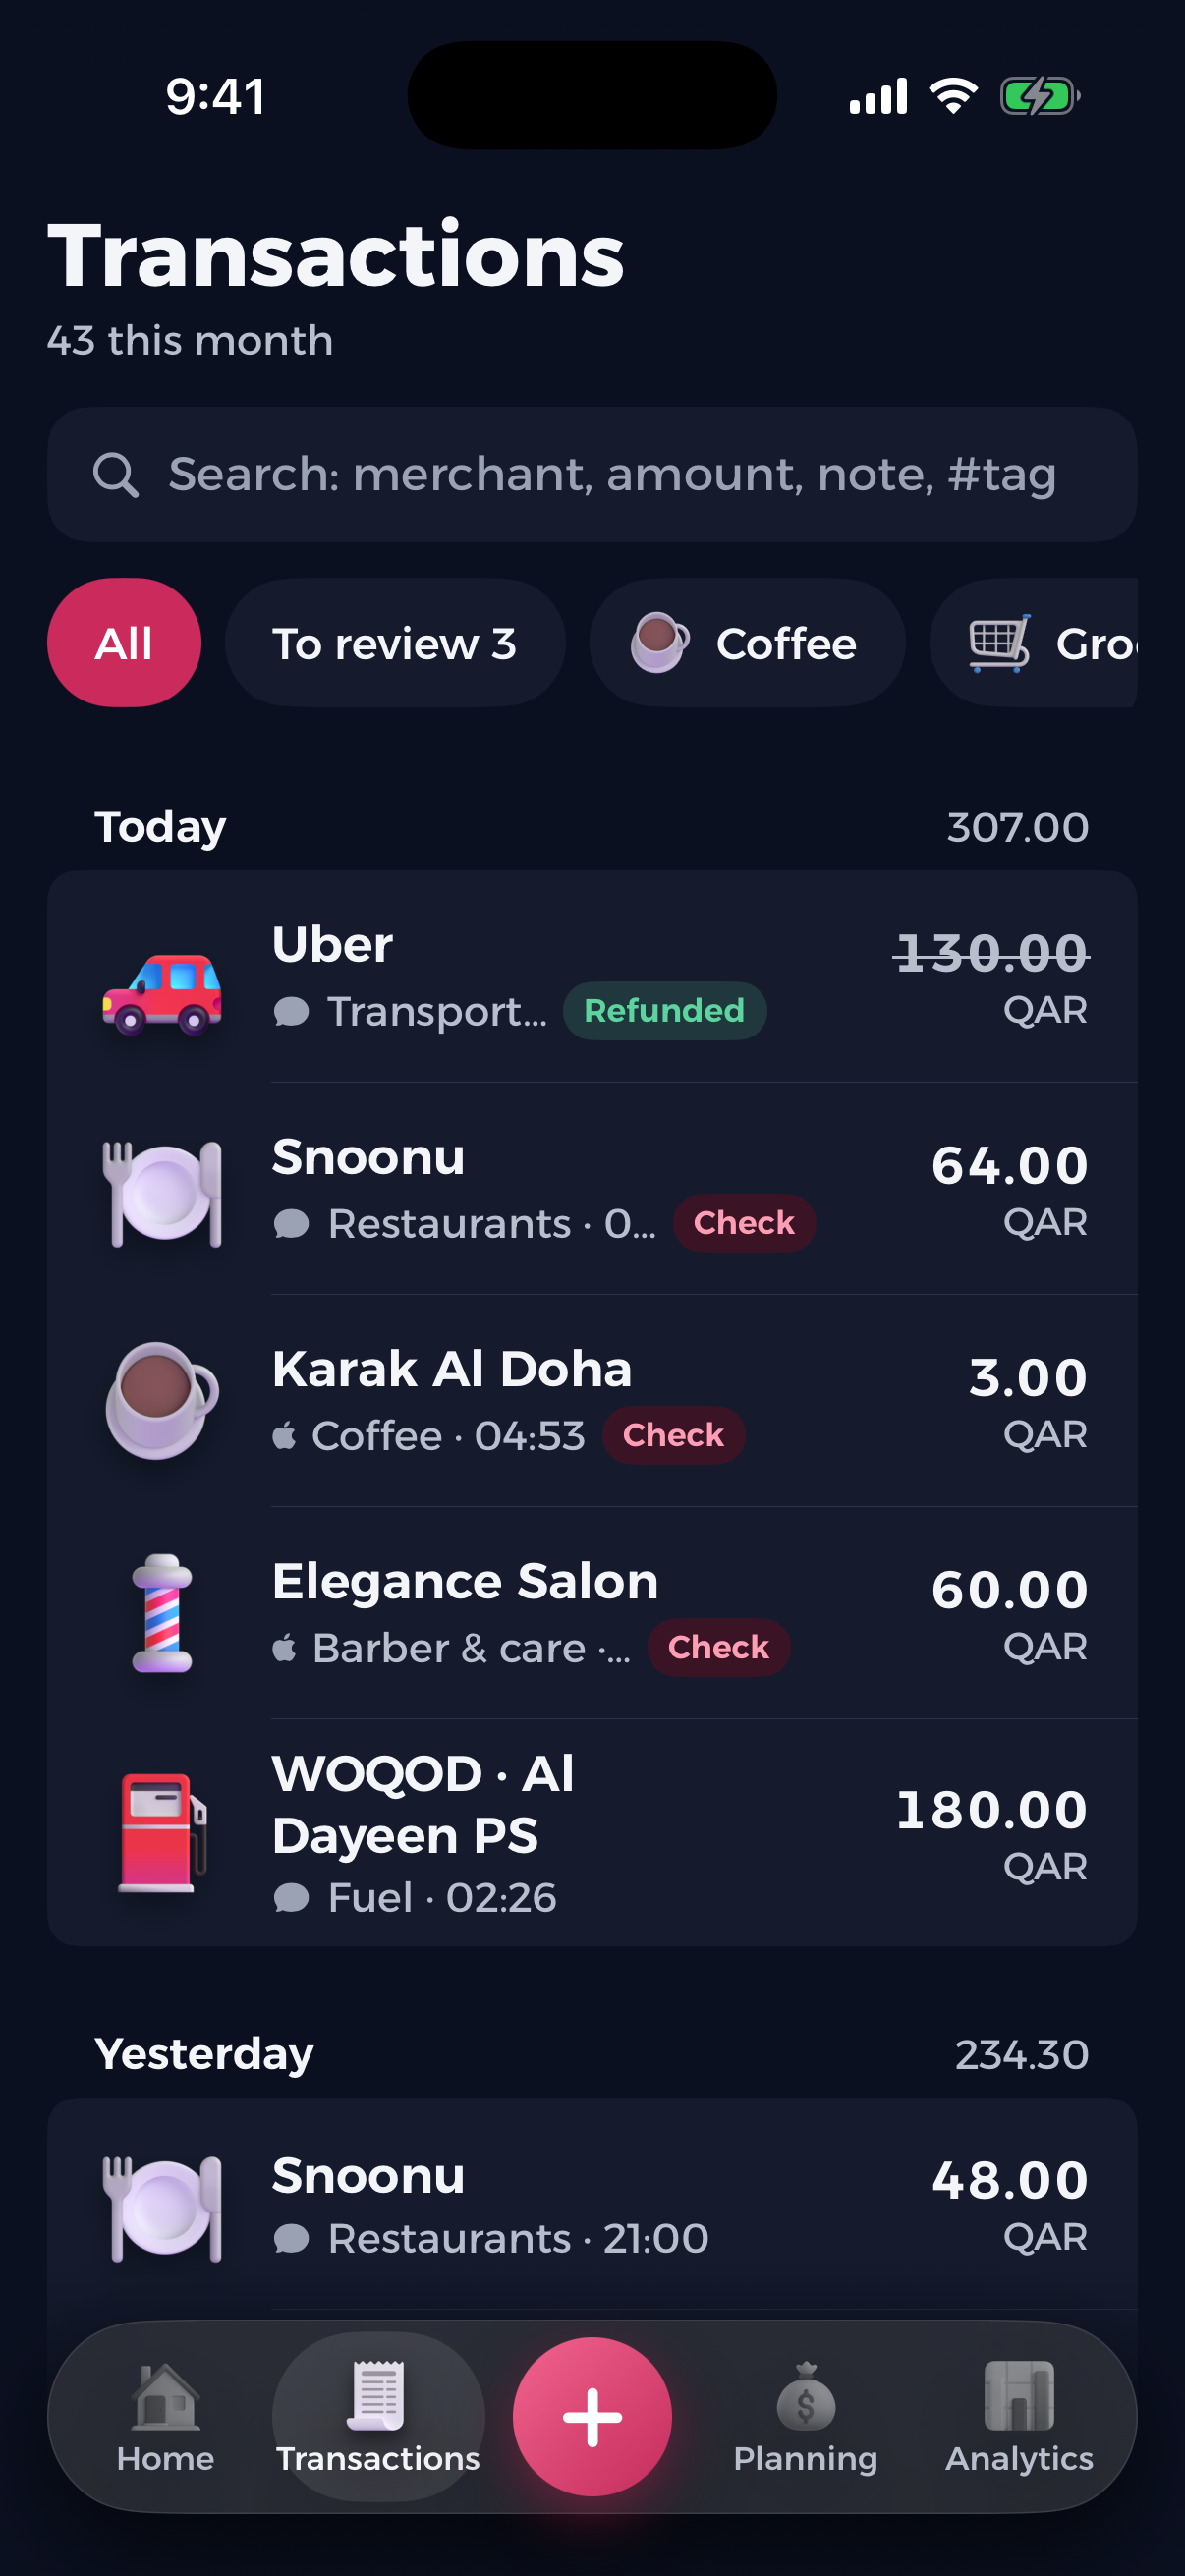 9:41
Transactions
43 this month
Search: merchant, amount, note, #tag
All
To review 3
Coffee
Gro
Today
307.00
Uber
130.00
Transport...
Refunded
QAR
Snoonu
64.00
Restaurants · 0...
Check
QAR
Karak Al Doha
3.00
Coffee · 04:53
Check
QAR
Elegance Salon
60.00
Barber & care ·...
Check
QAR
WOQOD · Al
Dayeen PS
180.00
QAR
Fuel · 02:26
Yesterday
234.30
Snoonu
48.00
Restaurants · 21:00
QAR
Home
Transactions
Planning
Analytics